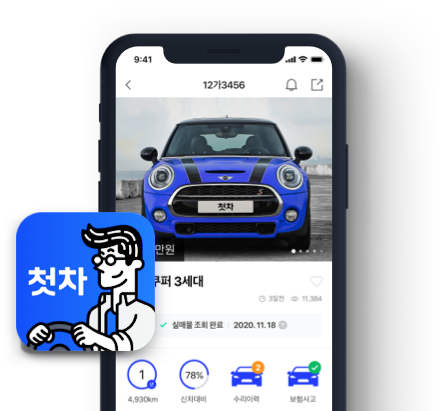 9:41
12가3456
첫차
만원
쿠퍼 3세대
3일전 11,384
첫차
실매물 조회 완료 2020.11.18 ?
1 78% 2
4,930km 신차대비 수리이력 보험사고